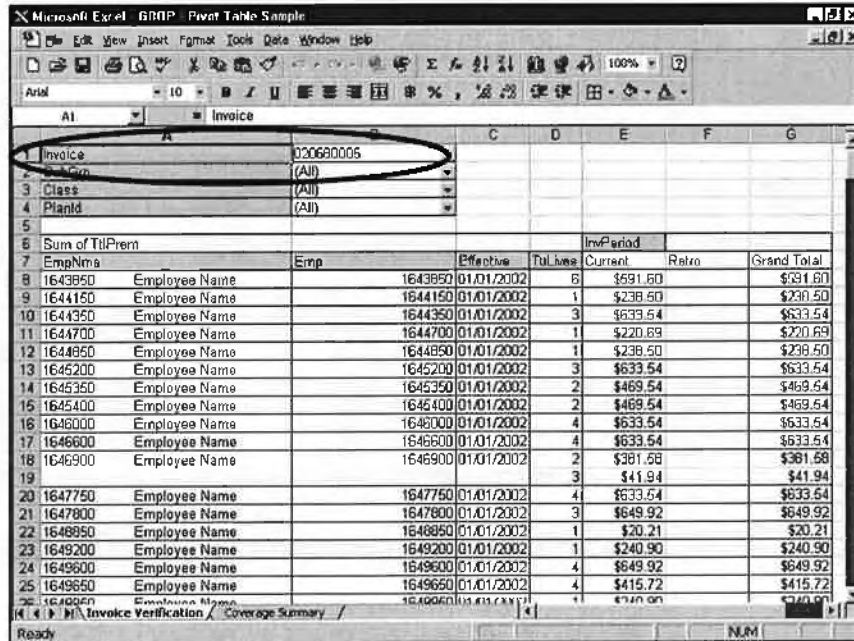 Microsoft Excel - GROP - Pivot Table Sample
File Edit View Insert Format Tools Data Window Help
100%
Arial 10 B I U % ,
A1 = Invoice
A B C D E F G
1 Invoice 020680006
2 (All)
3 Class (All)
4 PlanId (All)
5
6 Sum of TtlPrem InvPeriod
7 EmpNme Emp Effective TtlLives Current Retro Grand Total
8 1643850 Employee Name 1643850 01/01/2002 6 $591.60 $591.60
9 1644150 Employee Name 1644150 01/01/2002 1 $238.50 $238.50
10 1644350 Employee Name 1644350 01/01/2002 3 $633.54 $633.54
11 1644700 Employee Name 1644700 01/01/2002 1 $220.69 $220.69
12 1644850 Employee Name 1644850 01/01/2002 1 $238.50 $238.50
13 1645200 Employee Name 1645200 01/01/2002 3 $633.54 $633.54
14 1645350 Employee Name 1645350 01/01/2002 2 $469.54 $469.54
15 1645400 Employee Name 1645400 01/01/2002 2 $469.54 $469.54
16 1646000 Employee Name 1646000 01/01/2002 4 $633.54 $633.54
17 1646600 Employee Name 1646600 01/01/2002 4 $633.54 $633.54
18 1646900 Employee Name 1646900 01/01/2002 2 $381.58 $381.58
19 3 $41.94 $41.94
20 1647750 Employee Name 1647750 01/01/2002 4 $633.54 $633.54
21 1647800 Employee Name 1647800 01/01/2002 3 $649.92 $649.92
22 1648850 Employee Name 1648850 01/01/2002 1 $20.21 $20.21
23 1649200 Employee Name 1649200 01/01/2002 1 $240.90 $240.90
24 1649600 Employee Name 1649600 01/01/2002 4 $649.92 $649.92
25 1649650 Employee Name 1649650 01/01/2002 4 $415.72 $415.72
Employee Name 1 $240.90 $240.90
Invoice Verification Coverage Summary
Ready NUM